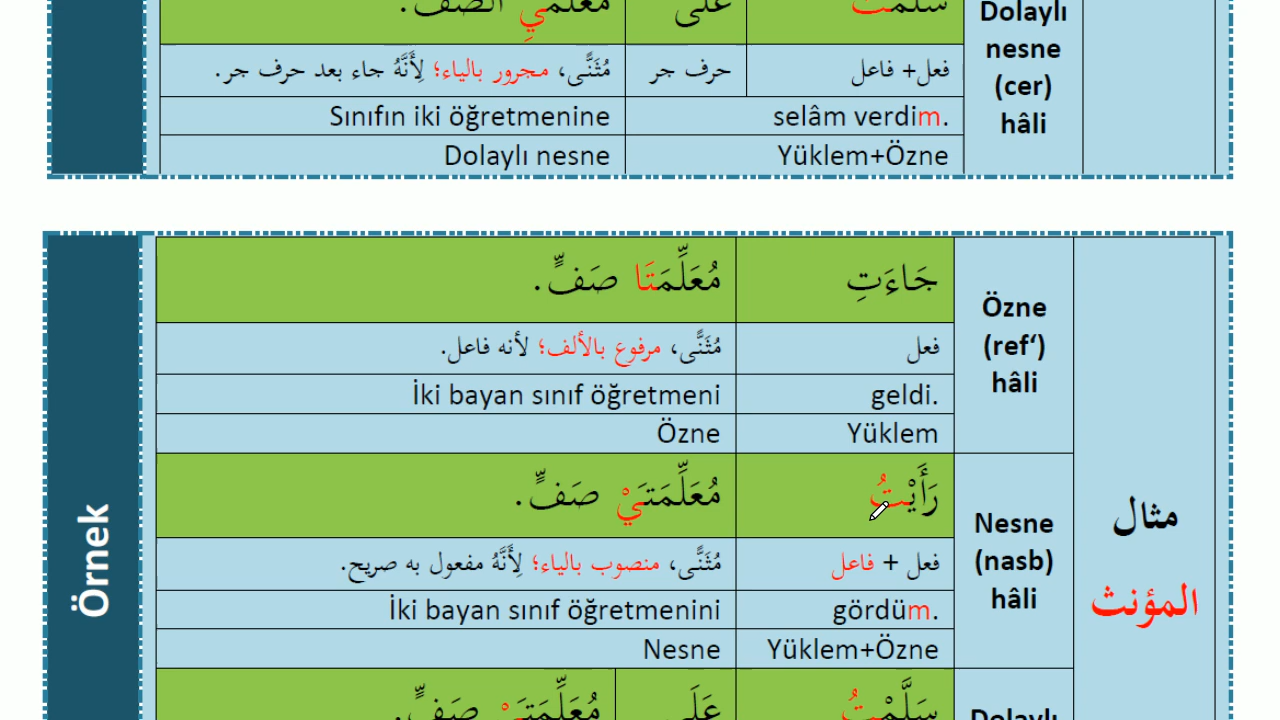 Dolaylı
nesne
(cer)
hâli
سَلَّمْتُ عَلَى مُعَلِّمَيِ الصَّفِّ.
فعل+ فاعل حرف جر مُثَنًّى، مجرور بالياء؛ لِأَنَّهُ جاء بعد حرف جر.
selâm verdim. Sınıfın iki öğretmenine
Yüklem+Özne Dolaylı nesne
Örnek
مثال
المؤنث
Özne
(ref‘)
hâli
جَاءَتِ مُعَلِّمَتَا صَفٍّ.
فعل مُثَنًّى، مرفوع بالألف؛ لأنه فاعل.
geldi. İki bayan sınıf öğretmeni
Yüklem Özne
Nesne
(nasb)
hâli
رَأَيْتُ مُعَلِّمَتَيْ صَفٍّ.
فعل + فاعل مُثَنًّى، منصوب بالياء؛ لِأَنَّهُ مفعول به صريح.
gördüm. İki bayan sınıf öğretmenini
Yüklem+Özne Nesne
Dolaylı
سَلَّمْتُ عَلَى مُعَلِّمَتَيْ صَفٍّ.